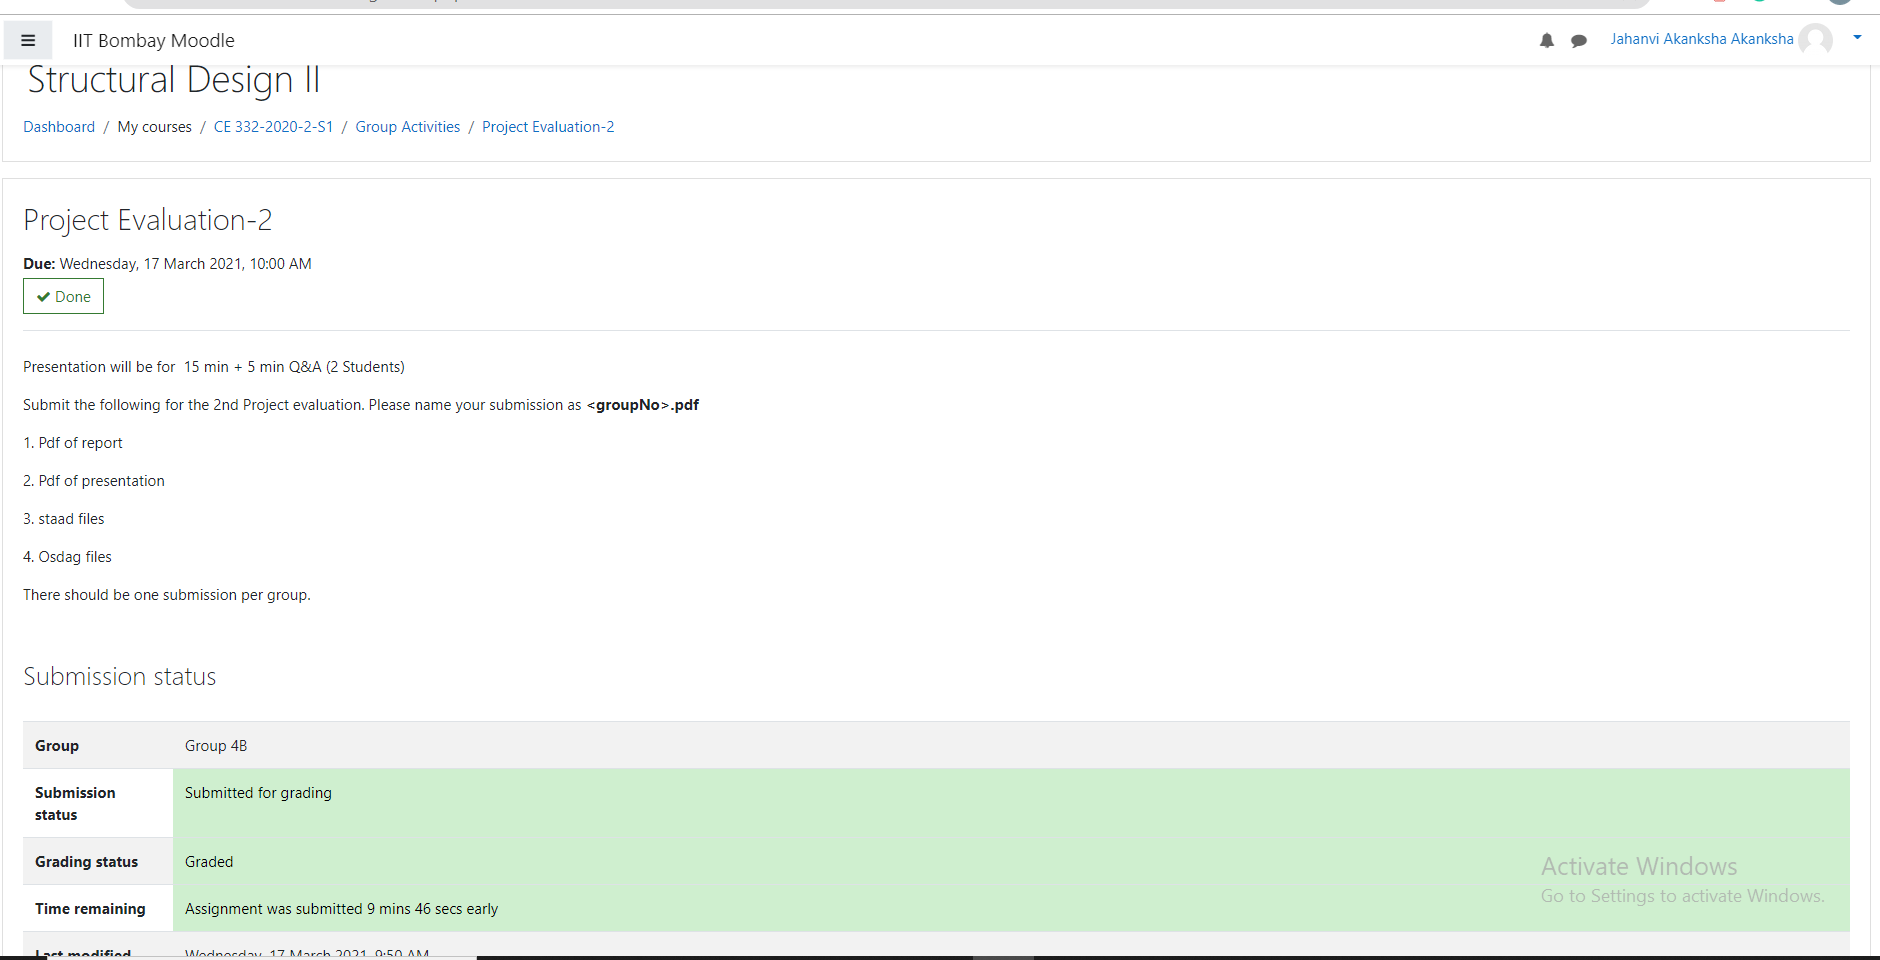 IIT Bombay Moodle
Jahanvi Akanksha Akanksha
Structural Design II
Dashboard / My courses / CE 332-2020-2-S1 / Group Activities / Project Evaluation-2
Project Evaluation-2
Due: Wednesday, 17 March 2021, 10:00 AM
Done
Presentation will be for 15 min + 5 min Q&A (2 Students)
Submit the following for the 2nd Project evaluation. Please name your submission as <groupNo>.pdf
1. Pdf of report
2. Pdf of presentation
3. staad files
4. Osdag files
There should be one submission per group.
Submission status
Group Group 4B
Submission status Submitted for grading
Grading status Graded
Time remaining Assignment was submitted 9 mins 46 secs early
Last modified Wednesday, 17 March 2021, 9:50 AM
Activate Windows
Go to Settings to activate Windows.